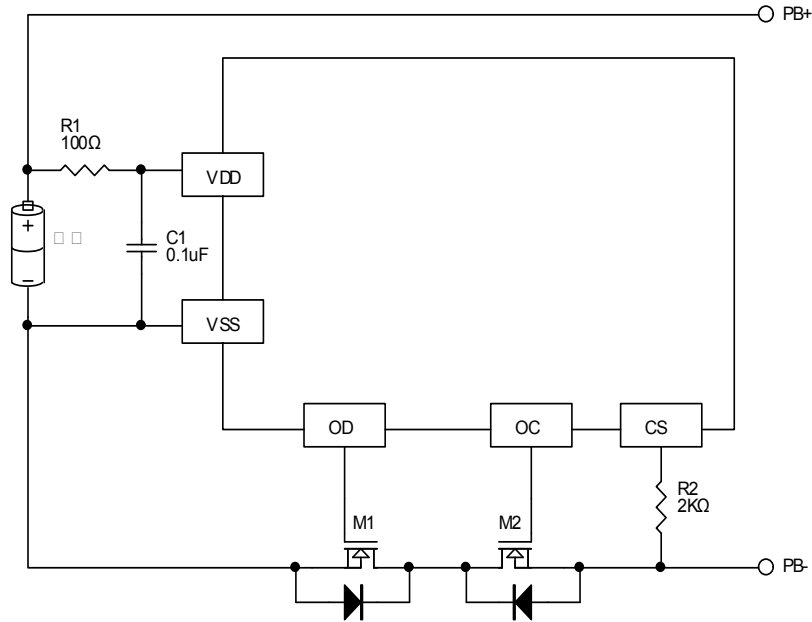 PB+
R1
100Ω
VDD
+
C1
0.1uF
−
VSS
OD
OC
CS
M1
M2
R2
2KΩ
PB-